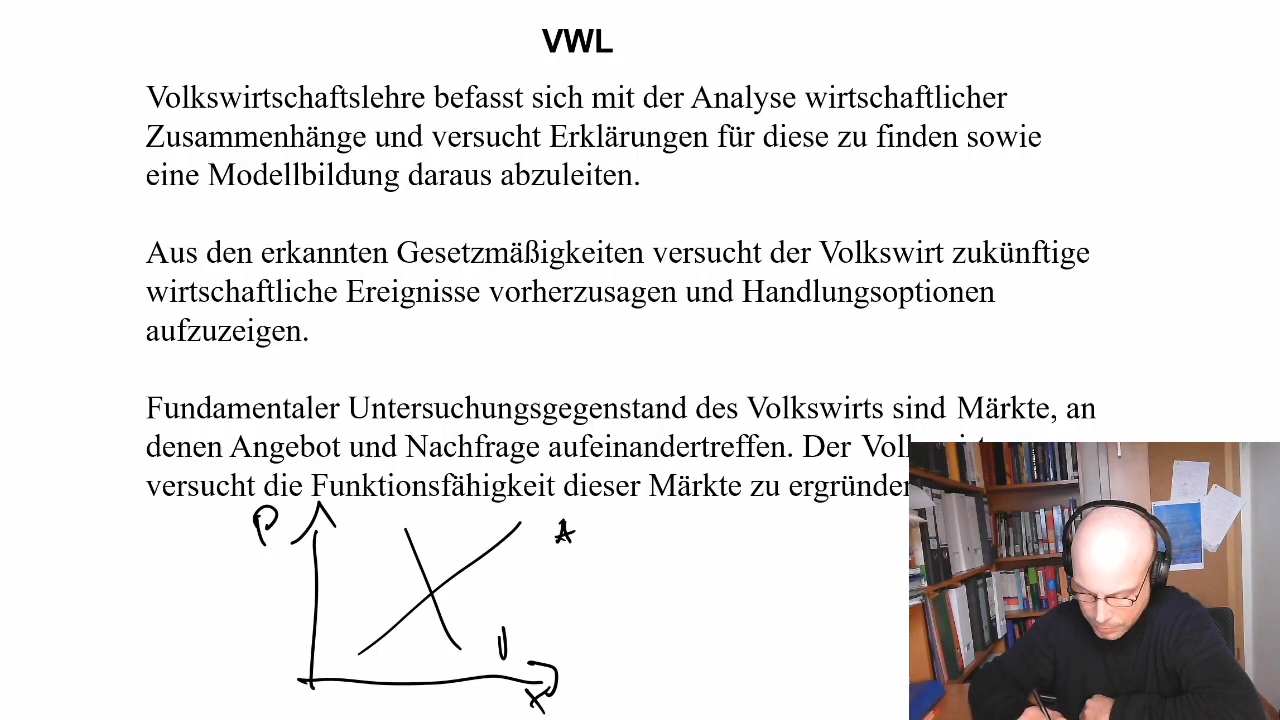 VWL
Volkswirtschaftslehre befasst sich mit der Analyse wirtschaftlicher
Zusammenhänge und versucht Erklärungen für diese zu finden sowie
eine Modellbildung daraus abzuleiten.
Aus den erkannten Gesetzmäßigkeiten versucht der Volkswirt zukünftige
wirtschaftliche Ereignisse vorherzusagen und Handlungsoptionen
aufzuzeigen.
Fundamentaler Untersuchungsgegenstand des Volkswirts sind Märkte, an
denen Angebot und Nachfrage aufeinandertreffen. Der
versucht die Funktionsfähigkeit dieser Märkte zu
P
A
x